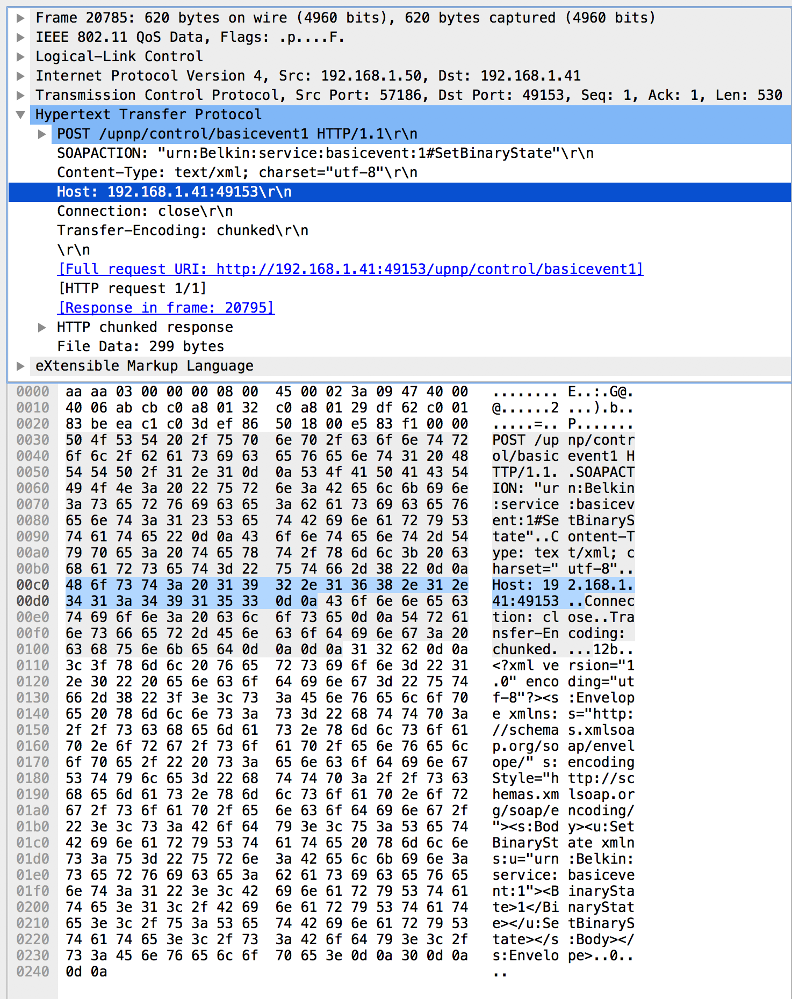 Frame 20785: 620 bytes on wire (4960 bits), 620 bytes captured (4960 bits)
IEEE 802.11 QoS Data, Flags: .p....F.
Logical-Link Control
Internet Protocol Version 4, Src: 192.168.1.50, Dst: 192.168.1.41
Transmission Control Protocol, Src Port: 57186, Dst Port: 49153, Seq: 1, Ack: 1, Len: 530
Hypertext Transfer Protocol
POST /upnp/control/basicevent1 HTTP/1.1\r\n
SOAPACTION: "urn:Belkin:service:basicevent:1#SetBinaryState"\r\n
Content-Type: text/xml; charset="utf-8"\r\n
Host: 192.168.1.41:49153\r\n
Connection: close\r\n
Transfer-Encoding: chunked\r\n
\r\n
[Full request URI: http://192.168.1.41:49153/upnp/control/basicevent1]
[HTTP request 1/1]
[Response in frame: 20795]
HTTP chunked response
File Data: 299 bytes
eXtensible Markup Language
0000 aa aa 03 00 00 00 08 00 45 00 02 3a 09 47 40 00 ........ E..:.G@.
0010 40 06 ab cb c0 a8 01 32 c0 a8 01 29 df 62 c0 01 @......2 ...).b..
0020 83 be ea c1 c0 3d ef 86 50 18 00 e5 83 f1 00 00 .....=.. P.......
0030 50 4f 53 54 20 2f 75 70 6e 70 2f 63 6f 6e 74 72 POST /up np/contr
0040 6f 6c 2f 62 61 73 69 63 65 76 65 6e 74 31 20 48 ol/basic event1 H
0050 54 54 50 2f 31 2e 31 0d 0a 53 4f 41 50 41 43 54 TTP/1.1. .SOAPACT
0060 49 4f 4e 3a 20 22 75 72 6e 3a 42 65 6c 6b 69 6e ION: "ur n:Belkin
0070 3a 73 65 72 76 69 63 65 3a 62 61 73 69 63 65 76 :service :basicev
0080 65 6e 74 3a 31 23 53 65 74 42 69 6e 61 72 79 53 ent:1#Se tBinaryS
0090 74 61 74 65 22 0d 0a 43 6f 6e 74 65 6e 74 2d 54 tate"..C ontent-T
00a0 79 70 65 3a 20 74 65 78 74 2f 78 6d 6c 3b 20 63 ype: tex t/xml; c
00b0 68 61 72 73 65 74 3d 22 75 74 66 2d 38 22 0d 0a harset=" utf-8"..
00c0 48 6f 73 74 3a 20 31 39 32 2e 31 36 38 2e 31 2e Host: 19 2.168.1.
00d0 34 31 3a 34 39 31 35 33 0d 0a 43 6f 6e 6e 65 63 41:49153 ..Connec
00e0 74 69 6f 6e 3a 20 63 6c 6f 73 65 0d 0a 54 72 61 tion: cl ose..Tra
00f0 6e 73 66 65 72 2d 45 6e 63 6f 64 69 6e 67 3a 20 nsfer-En coding:
0100 63 68 75 6e 6b 65 64 0d 0a 0d 0a 31 32 62 0d 0a chunked. ...12b..
0110 3c 3f 78 6d 6c 20 76 65 72 73 69 6f 6e 3d 22 31 <?xml ve rsion="1
0120 2e 30 22 20 65 6e 63 6f 64 69 6e 67 3d 22 75 74 .0" enco ding="ut
0130 66 2d 38 22 3f 3e 3c 73 3a 45 6e 76 65 6c 6f 70 f-8"?><s :Envelop
0140 65 20 78 6d 6c 6e 73 3a 73 3d 22 68 74 74 70 3a e xmlns: s="http:
0150 2f 2f 73 63 68 65 6d 61 73 2e 78 6d 6c 73 6f 61 //schema s.xmlsoa
0160 70 2e 6f 72 67 2f 73 6f 61 70 2f 65 6e 76 65 6c p.org/so ap/envel
0170 6f 70 65 2f 22 20 73 3a 65 6e 63 6f 64 69 6e 67 ope/" s: encoding
0180 53 74 79 6c 65 3d 22 68 74 74 70 3a 2f 2f 73 63 Style="h ttp://sc
0190 68 65 6d 61 73 2e 78 6d 6c 73 6f 61 70 2e 6f 72 hemas.xm lsoap.or
01a0 67 2f 73 6f 61 70 2f 65 6e 63 6f 64 69 6e 67 2f g/soap/e ncoding/
01b0 22 3e 3c 73 3a 42 6f 64 79 3e 3c 75 3a 53 65 74 "><s:Bod y><u:Set
01c0 42 69 6e 61 72 79 53 74 61 74 65 20 78 6d 6c 6e BinarySt ate xmln
01d0 73 3a 75 3d 22 75 72 6e 3a 42 65 6c 6b 69 6e 3a s:u="urn :Belkin:
01e0 73 65 72 76 69 63 65 3a 62 61 73 69 63 65 76 65 service: basiceve
01f0 6e 74 3a 31 22 3e 3c 42 69 6e 61 72 79 53 74 61 nt:1"><B inarySta
0200 74 65 3e 31 3c 2f 42 69 6e 61 72 79 53 74 61 74 te>1</Bi naryStat
0210 65 3e 3c 2f 75 3a 53 65 74 42 69 6e 61 72 79 53 e></u:Se tBinaryS
0220 74 61 74 65 3e 3c 2f 73 3a 42 6f 64 79 3e 3c 2f tate></s :Body></
0230 73 3a 45 6e 76 65 6c 6f 70 65 3e 0d 0a 30 0d 0a s:Envelo pe>..0..
0240 0d 0a ..